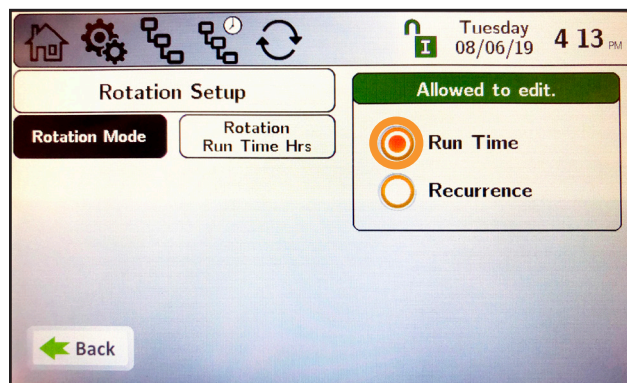 I
Tuesday
08/06/19
4 13 PM
Rotation Setup
Allowed to edit.
Rotation Mode
Rotation
Run Time Hrs
Run Time
Recurrence
Back